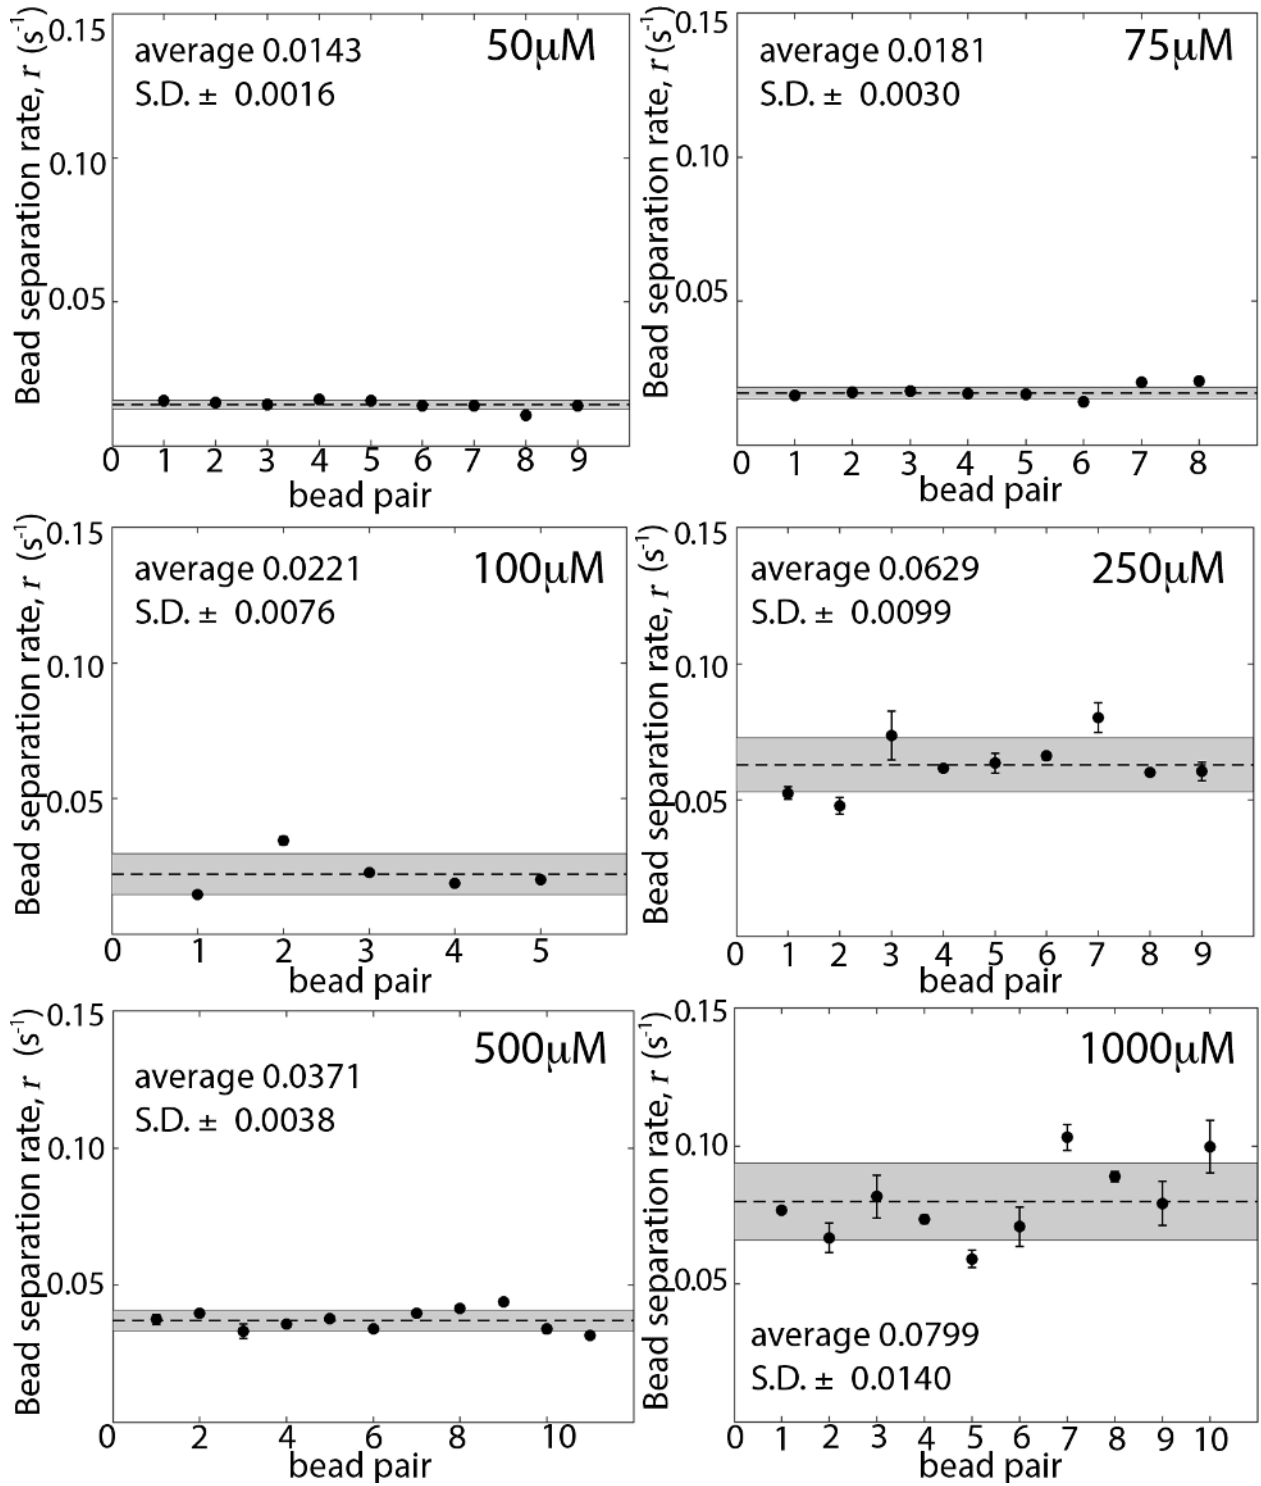 Bead separation rate, r (s⁻¹)
0.15
0.10
0.05
average 0.0143
S.D. ± 0.0016
50μM
0 1 2 3 4 5 6 7 8 9
bead pair
Bead separation rate, r (s⁻¹)
0.15
0.10
0.05
average 0.0181
S.D. ± 0.0030
75μM
0 1 2 3 4 5 6 7 8
bead pair
Bead separation rate, r (s⁻¹)
0.15
0.10
0.05
average 0.0221
S.D. ± 0.0076
100μM
0 1 2 3 4 5
bead pair
Bead separation rate, r (s⁻¹)
0.15
0.10
0.05
average 0.0629
S.D. ± 0.0099
250μM
0 1 2 3 4 5 6 7 8 9
bead pair
Bead separation rate, r (s⁻¹)
0.15
0.10
0.05
average 0.0371
S.D. ± 0.0038
500μM
0 2 4 6 8 10
bead pair
Bead separation rate, r (s⁻¹)
0.15
0.10
0.05
1000μM
average 0.0799
S.D. ± 0.0140
0 1 2 3 4 5 6 7 8 9 10
bead pair